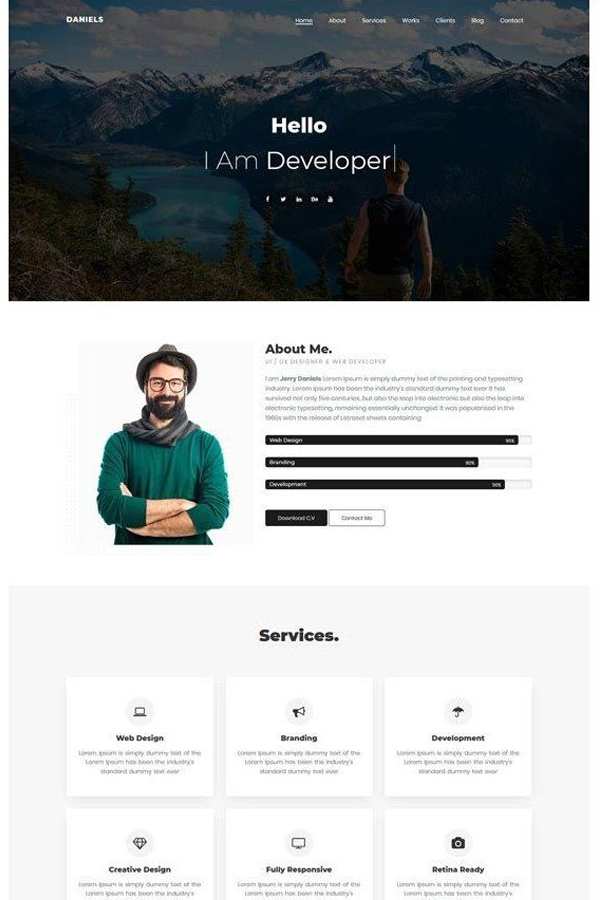 DANIELS
Home About Services Works Clients Blog Contact
Hello
I Am Developer
About Me.
UI / UX DESIGNER & WEB DEVELOPER
I am Jerry Daniels Lorem Ipsum is simply dummy text of the printing and typesetting
industry. Lorem Ipsum has been the industry's standard dummy text ever It has
survived not only five centuries, but also the leap into electronic but also the leap into
electronic typesetting, remaining essentially unchanged. It was popularised in the
1960s with the release of Letraset sheets containing
Web Design 95%
Branding 80%
Development 90%
Download C.V Contact Me
Services.
Web Design
Lorem Ipsum is simply dummy text of the
Lorem Ipsum has been the industry's
standard dummy text ever
Branding
Lorem Ipsum is simply dummy text of the
Lorem Ipsum has been the industry's
standard dummy text ever
Development
Lorem Ipsum is simply dummy text of the
Lorem Ipsum has been the industry's
standard dummy text ever
Creative Design
Lorem Ipsum is simply dummy text of the
Lorem Ipsum has been the industry's
Fully Responsive
Lorem Ipsum is simply dummy text of the
Lorem Ipsum has been the industry's
Retina Ready
Lorem Ipsum is simply dummy text of the
Lorem Ipsum has been the industry's